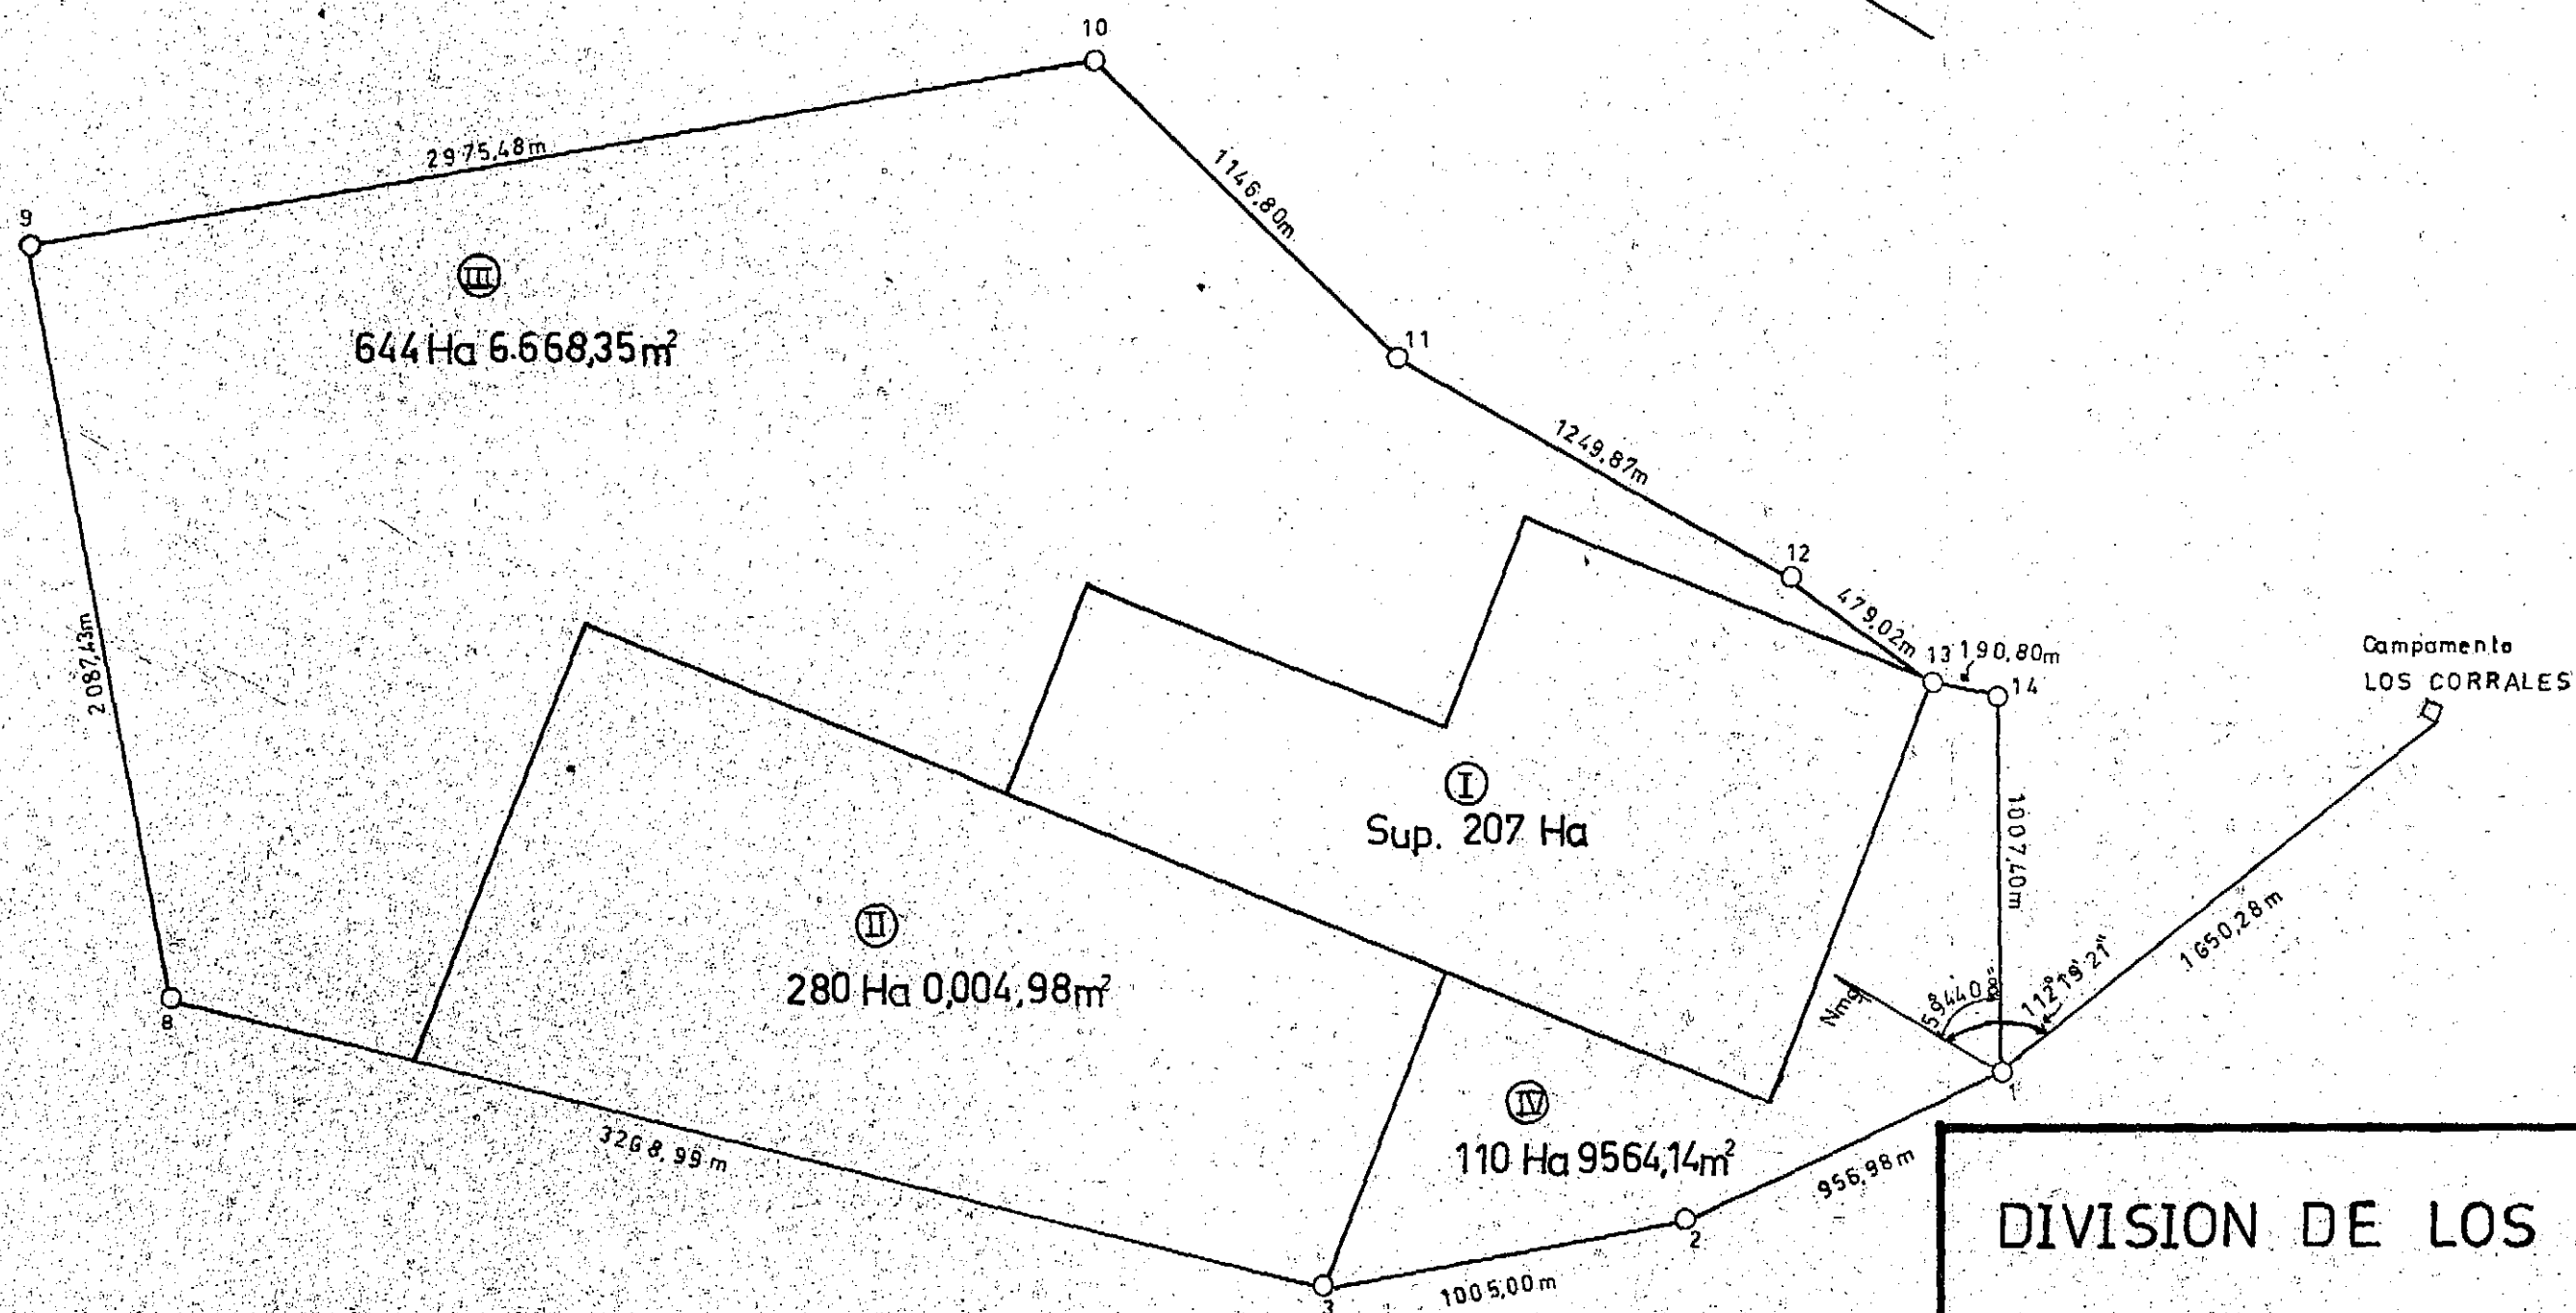 10
2975,48m
9
1146,80m
III
644 Ha 6.668,35m²
11
1249,87m
12
479,02m
13
190,80m
14
Campamento
LOS CORRALES
2087,43m
I
Sup. 207 Ha
1007,40m
II
280 Ha 0,004,98m²
1650,28m
112°19'21"
Nmg
8
1
IV
110 Ha 9564,14m²
3268,99m
956,98m
2
DIVISION DE LOS
1005,00m
3